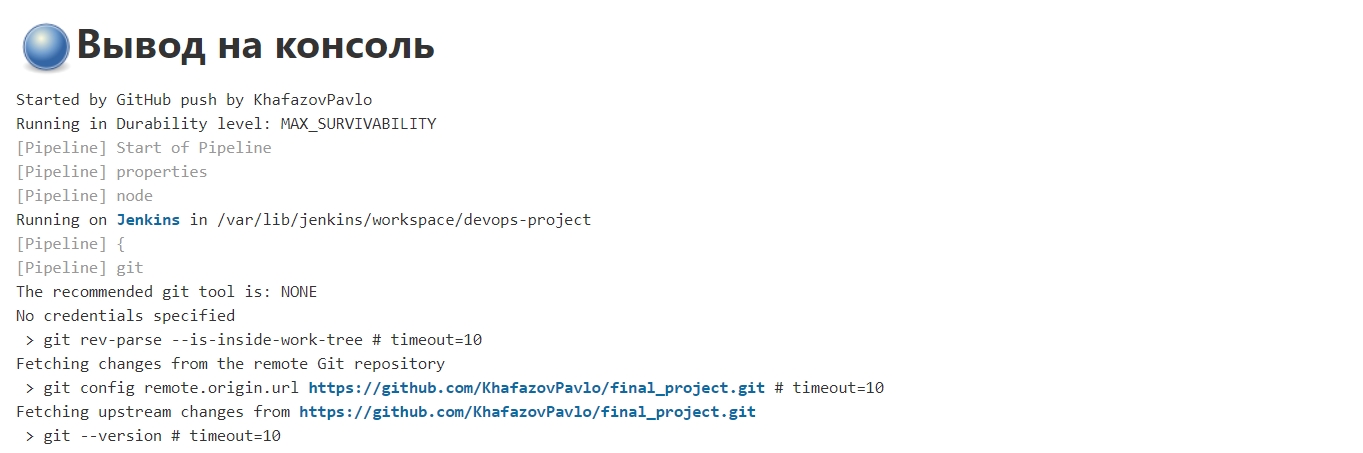 Вывод на консоль
Started by GitHub push by KhafazovPavlo
Running in Durability level: MAX_SURVIVABILITY
[Pipeline] Start of Pipeline
[Pipeline] properties
[Pipeline] node
Running on Jenkins in /var/lib/jenkins/workspace/devops-project
[Pipeline] {
[Pipeline] git
The recommended git tool is: NONE
No credentials specified
 > git rev-parse --is-inside-work-tree # timeout=10
Fetching changes from the remote Git repository
 > git config remote.origin.url https://github.com/KhafazovPavlo/final_project.git # timeout=10
Fetching upstream changes from https://github.com/KhafazovPavlo/final_project.git
 > git --version # timeout=10